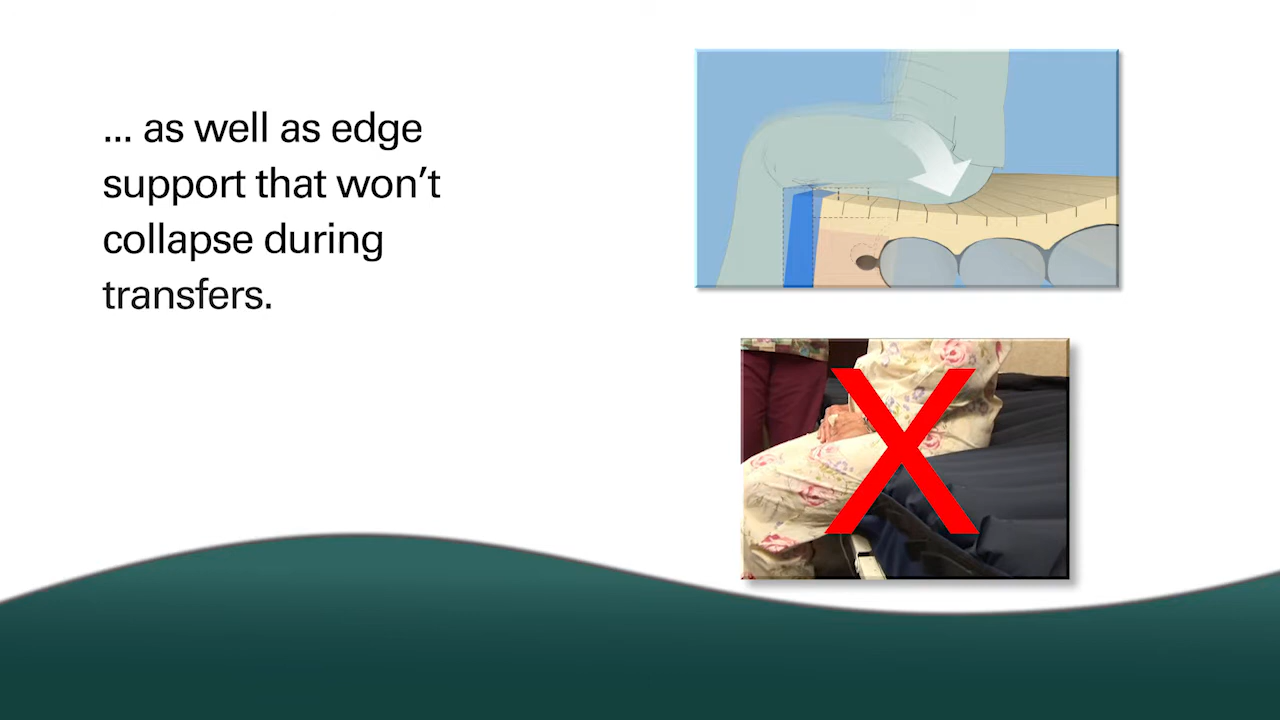 ... as well as edge
support that won’t
collapse during
transfers.